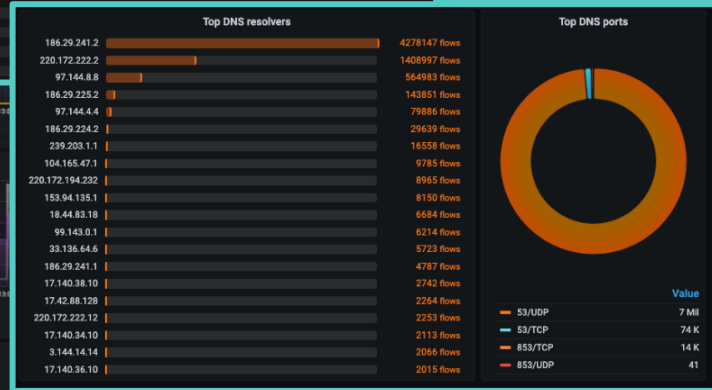 Top DNS resolvers
186.29.241.2 4278147 flows
220.172.222.2 1408997 flows
97.144.8.8 564983 flows
186.29.225.2 143851 flows
97.144.4.4 79886 flows
186.29.224.2 29639 flows
239.203.1.1 16558 flows
104.165.47.1 9785 flows
220.172.194.232 8965 flows
153.94.135.1 8150 flows
18.44.83.18 6684 flows
99.143.0.1 6214 flows
33.136.64.6 5723 flows
186.29.241.1 4787 flows
17.140.38.10 2742 flows
17.42.88.128 2264 flows
220.172.222.12 2253 flows
17.140.34.10 2113 flows
3.144.14.14 2066 flows
17.140.36.10 2015 flows
Top DNS ports
Value
53/UDP 7 Mil
53/TCP 74 K
853/TCP 14 K
853/UDP 41